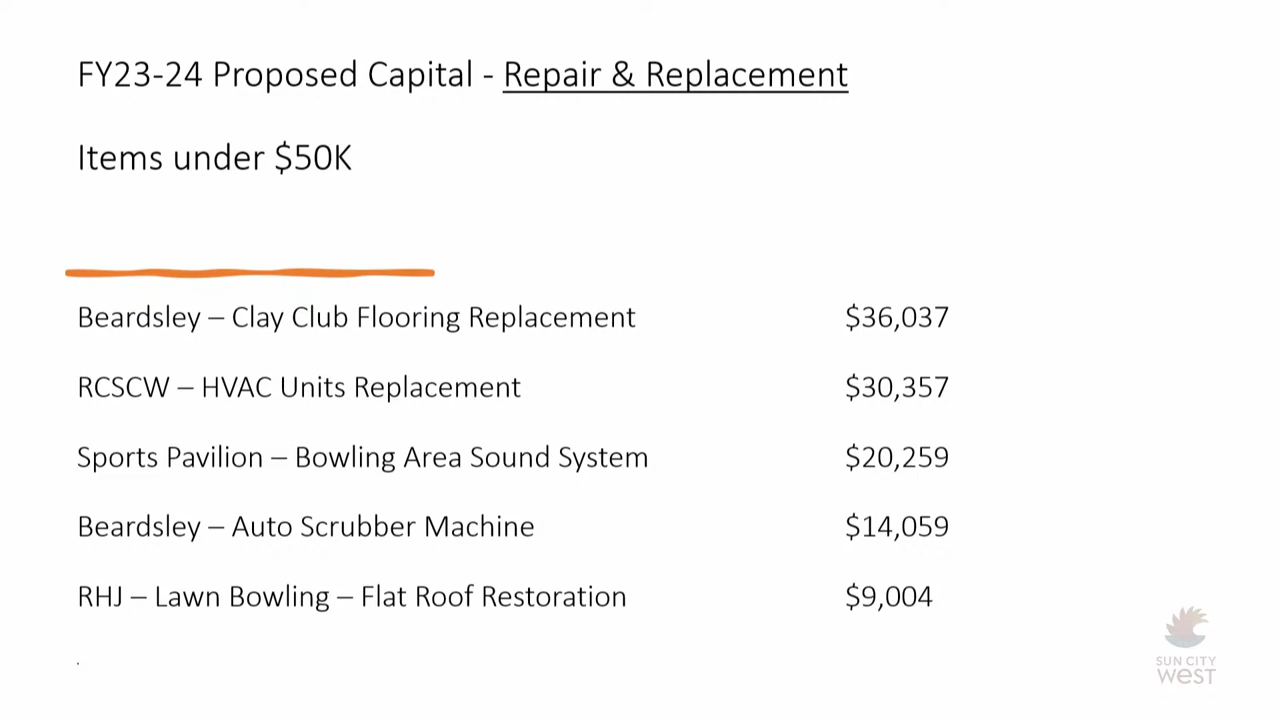 FY23-24 Proposed Capital - Repair & Replacement
Items under $50K
Beardsley – Clay Club Flooring Replacement $36,037
RCSCW – HVAC Units Replacement $30,357
Sports Pavilion – Bowling Area Sound System $20,259
Beardsley – Auto Scrubber Machine $14,059
RHJ – Lawn Bowling – Flat Roof Restoration $9,004
.
SUN CITY
west